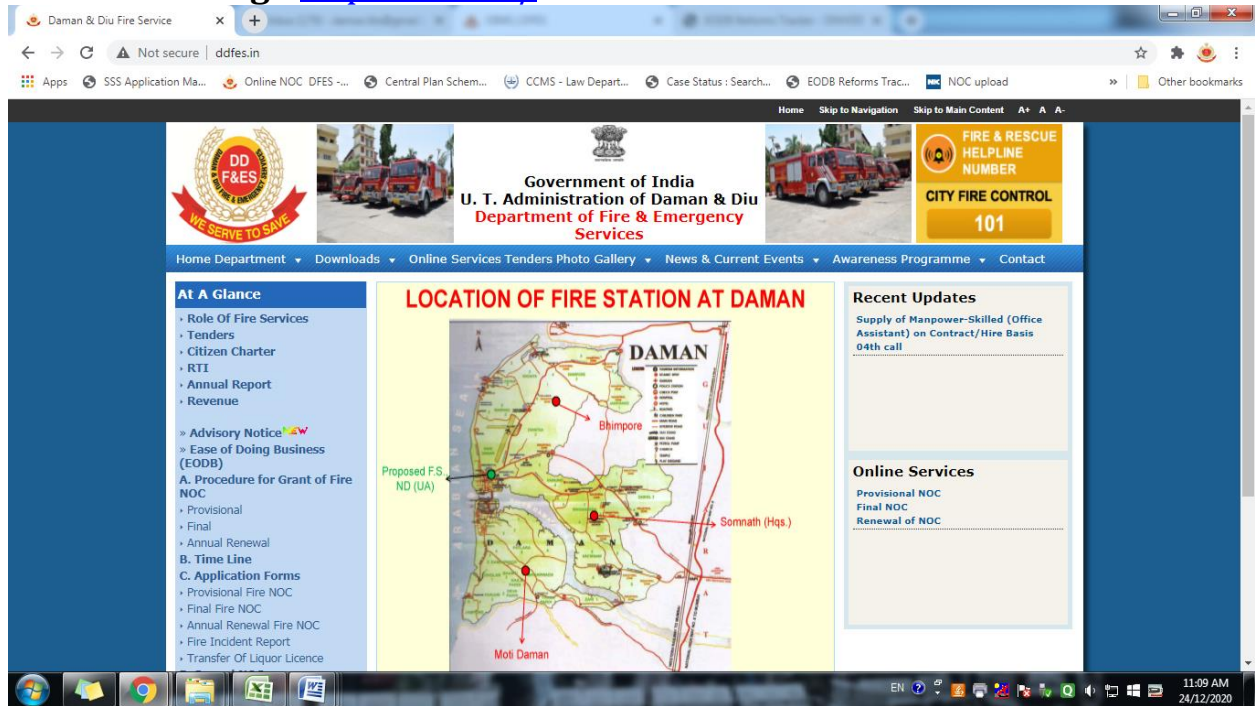 Daman & Diu Fire Service
Not secure | ddfes.in
Apps SSS Application Ma... Online NOC DFES -... Central Plan Schem... CCMS - Law Depart... Case Status : Search... EODB Reforms Trac... NOC upload » Other bookmarks
Home Skip to Navigation Skip to Main Content A+ A A-
DD
F&ES
WE SERVE TO SAVE
Government of India
U. T. Administration of Daman & Diu
Department of Fire & Emergency
Services
FIRE & RESCUE
HELPLINE
NUMBER
CITY FIRE CONTROL
101
Home Department Downloads Online Services Tenders Photo Gallery News & Current Events Awareness Programme Contact
At A Glance
Role Of Fire Services
Tenders
Citizen Charter
RTI
Annual Report
Revenue
» Advisory Notice
» Ease of Doing Business
(EODB)
A. Procedure for Grant of Fire
NOC
Provisional
Final
Annual Renewal
B. Time Line
C. Application Forms
Provisional Fire NOC
Final Fire NOC
Annual Renewal Fire NOC
Fire Incident Report
Transfer Of Liquor Licence
LOCATION OF FIRE STATION AT DAMAN
DAMAN
Bhimpore
Proposed F.S.
ND (UA)
Somnath (Hqs.)
D A M A N
Moti Daman
Recent Updates
Supply of Manpower-Skilled (Office
Assistant) on Contract/Hire Basis
04th call
Online Services
Provisional NOC
Final NOC
Renewal of NOC
EN
11:09 AM
24/12/2020